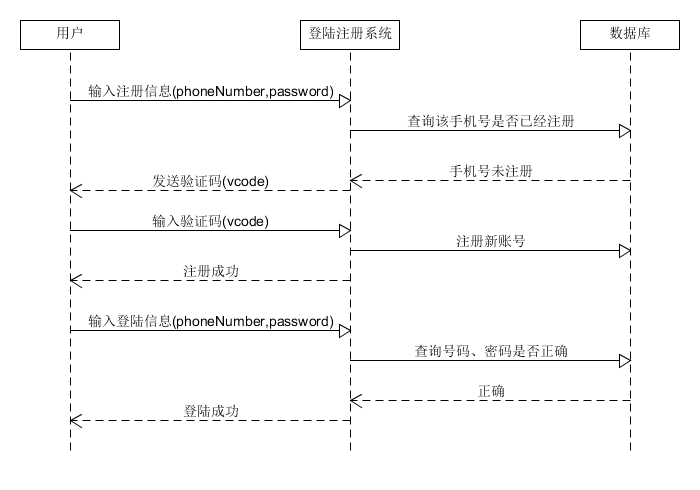 用户
登陆注册系统
数据库
输入注册信息(phoneNumber,password)
查询该手机号是否已经注册
手机号未注册
发送验证码(vcode)
输入验证码(vcode)
注册新账号
注册成功
输入登陆信息(phoneNumber,password)
查询号码、密码是否正确
正确
登陆成功